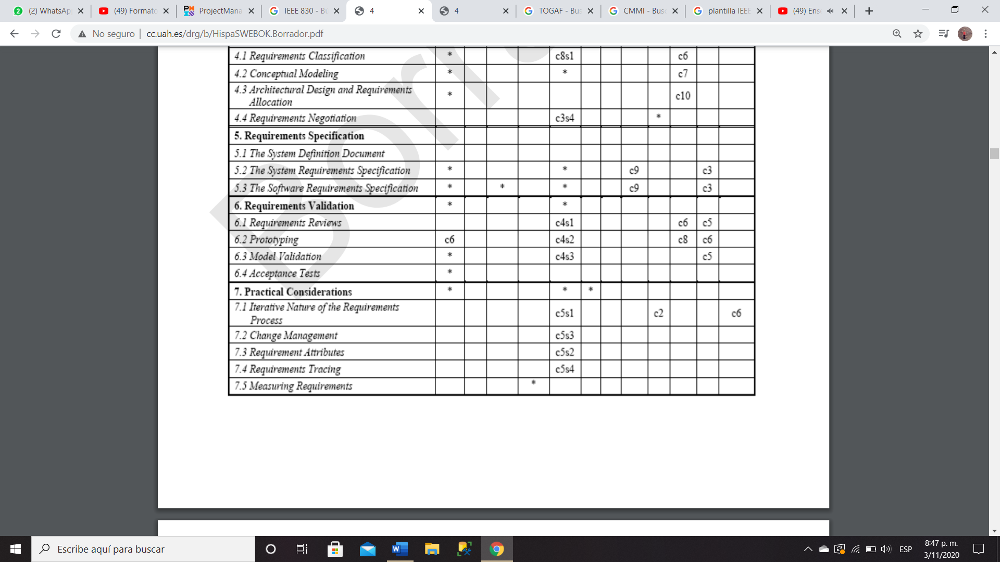 (2) WhatsAp
(49) Formato
ProjectMana
IEEE 830 - Bu
4
4
TOGAF - Bus
CMMI - Busc
plantilla IEEE
(49) Ens
No seguro | cc.uah.es/drg/b/HispaSWEBOK.Borrador.pdf
4.1 Requirements Classification * c8s1 c6
4.2 Conceptual Modeling * * c7
4.3 Architectural Design and Requirements
Allocation * c10
4.4 Requirements Negotiation c3s4 *
5. Requirements Specification
5.1 The System Definition Document
5.2 The System Requirements Specification * * c9 c3
5.3 The Software Requirements Specification * * * c9 c3
6. Requirements Validation * *
6.1 Requirements Reviews c4s1 c6 c5
6.2 Prototyping c6 c4s2 c8 c6
6.3 Model Validation * c4s3 c5
6.4 Acceptance Tests *
7. Practical Considerations * * *
7.1 Iterative Nature of the Requirements
Process c5s1 c2 c6
7.2 Change Management c5s3
7.3 Requirement Attributes c5s2
7.4 Requirements Tracing c5s4
7.5 Measuring Requirements *
Escribe aquí para buscar
ESP
8:47 p. m.
3/11/2020